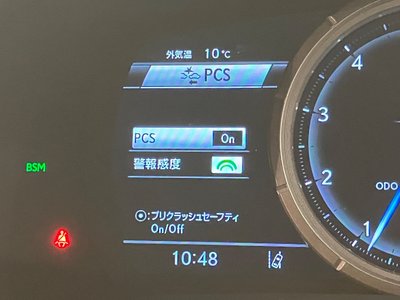 外気温 10℃
PCS
PCS On
警報感度
BSM
◉:プリクラッシュセーフティ
On/Off
10:48
4
3
2
1
ODO